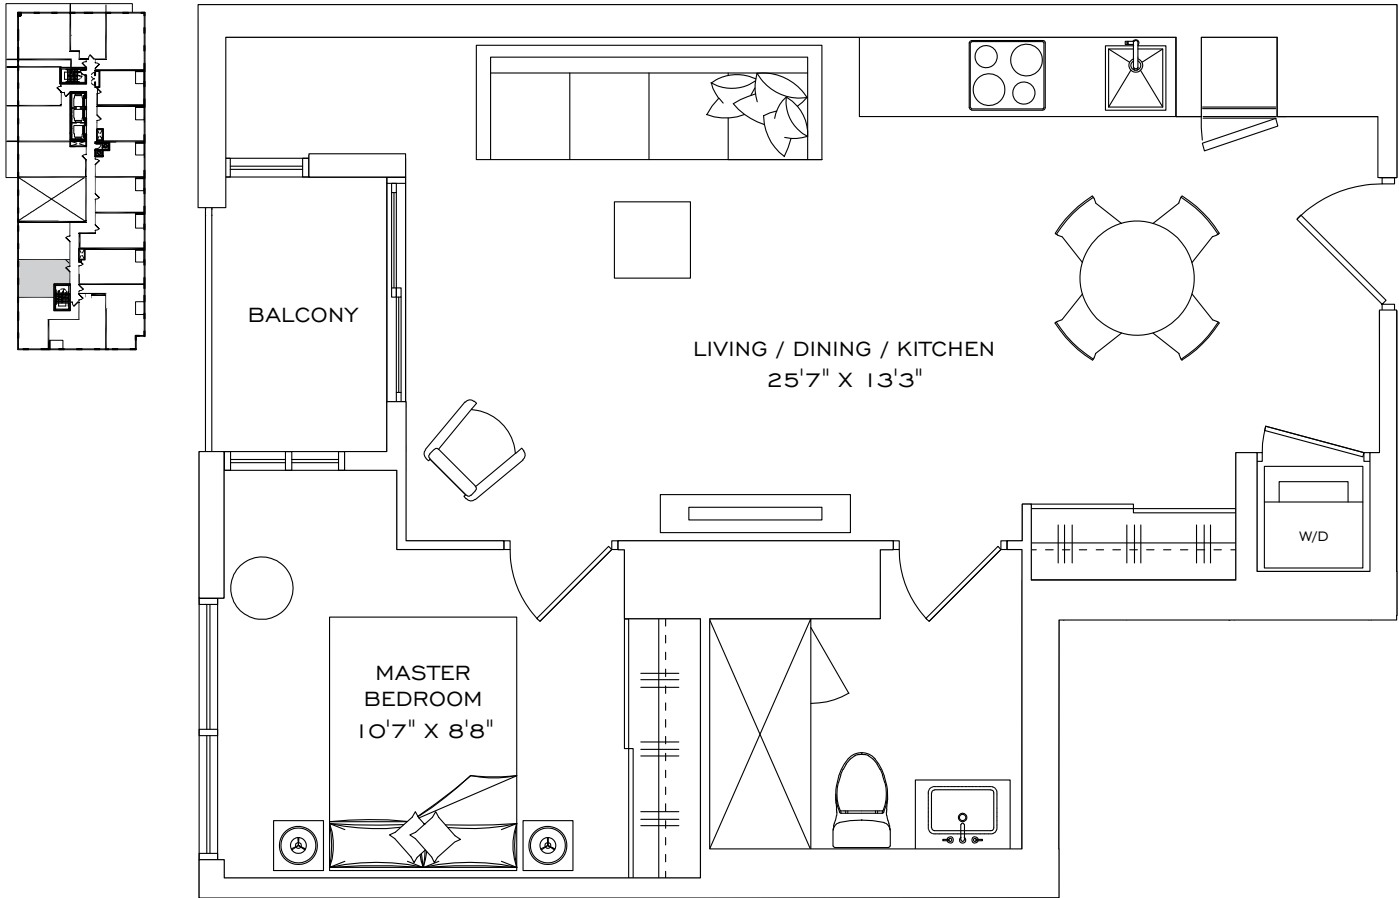 BALCONY
LIVING / DINING / KITCHEN
25'7" X 13'3"
W/D
MASTER
BEDROOM
10'7" X 8'8"